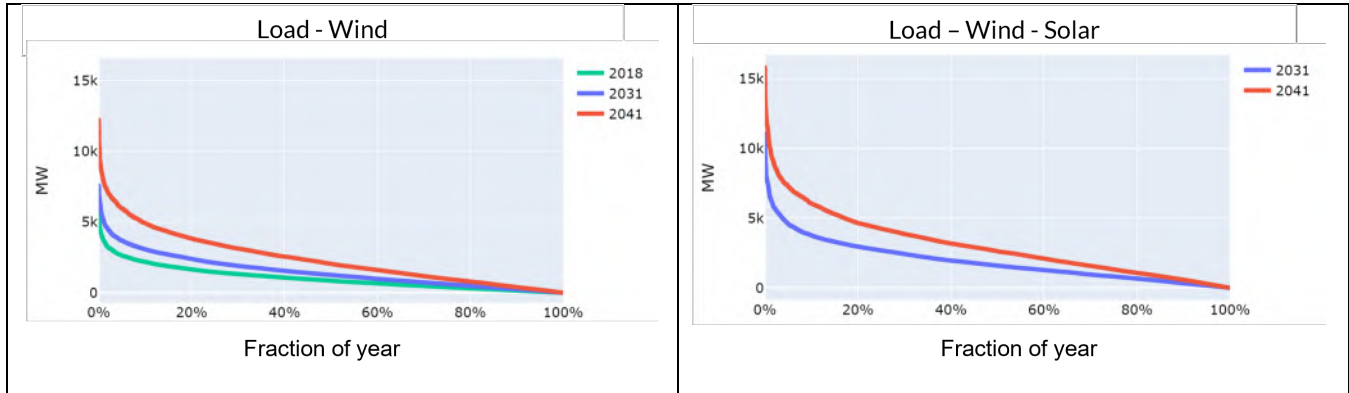 Load - Wind
15k
10k
5k
0
MW
0% 20% 40% 60% 80% 100%
2018
2031
2041
Fraction of year
Load – Wind - Solar
15k
10k
5k
0
MW
0% 20% 40% 60% 80% 100%
2031
2041
Fraction of year